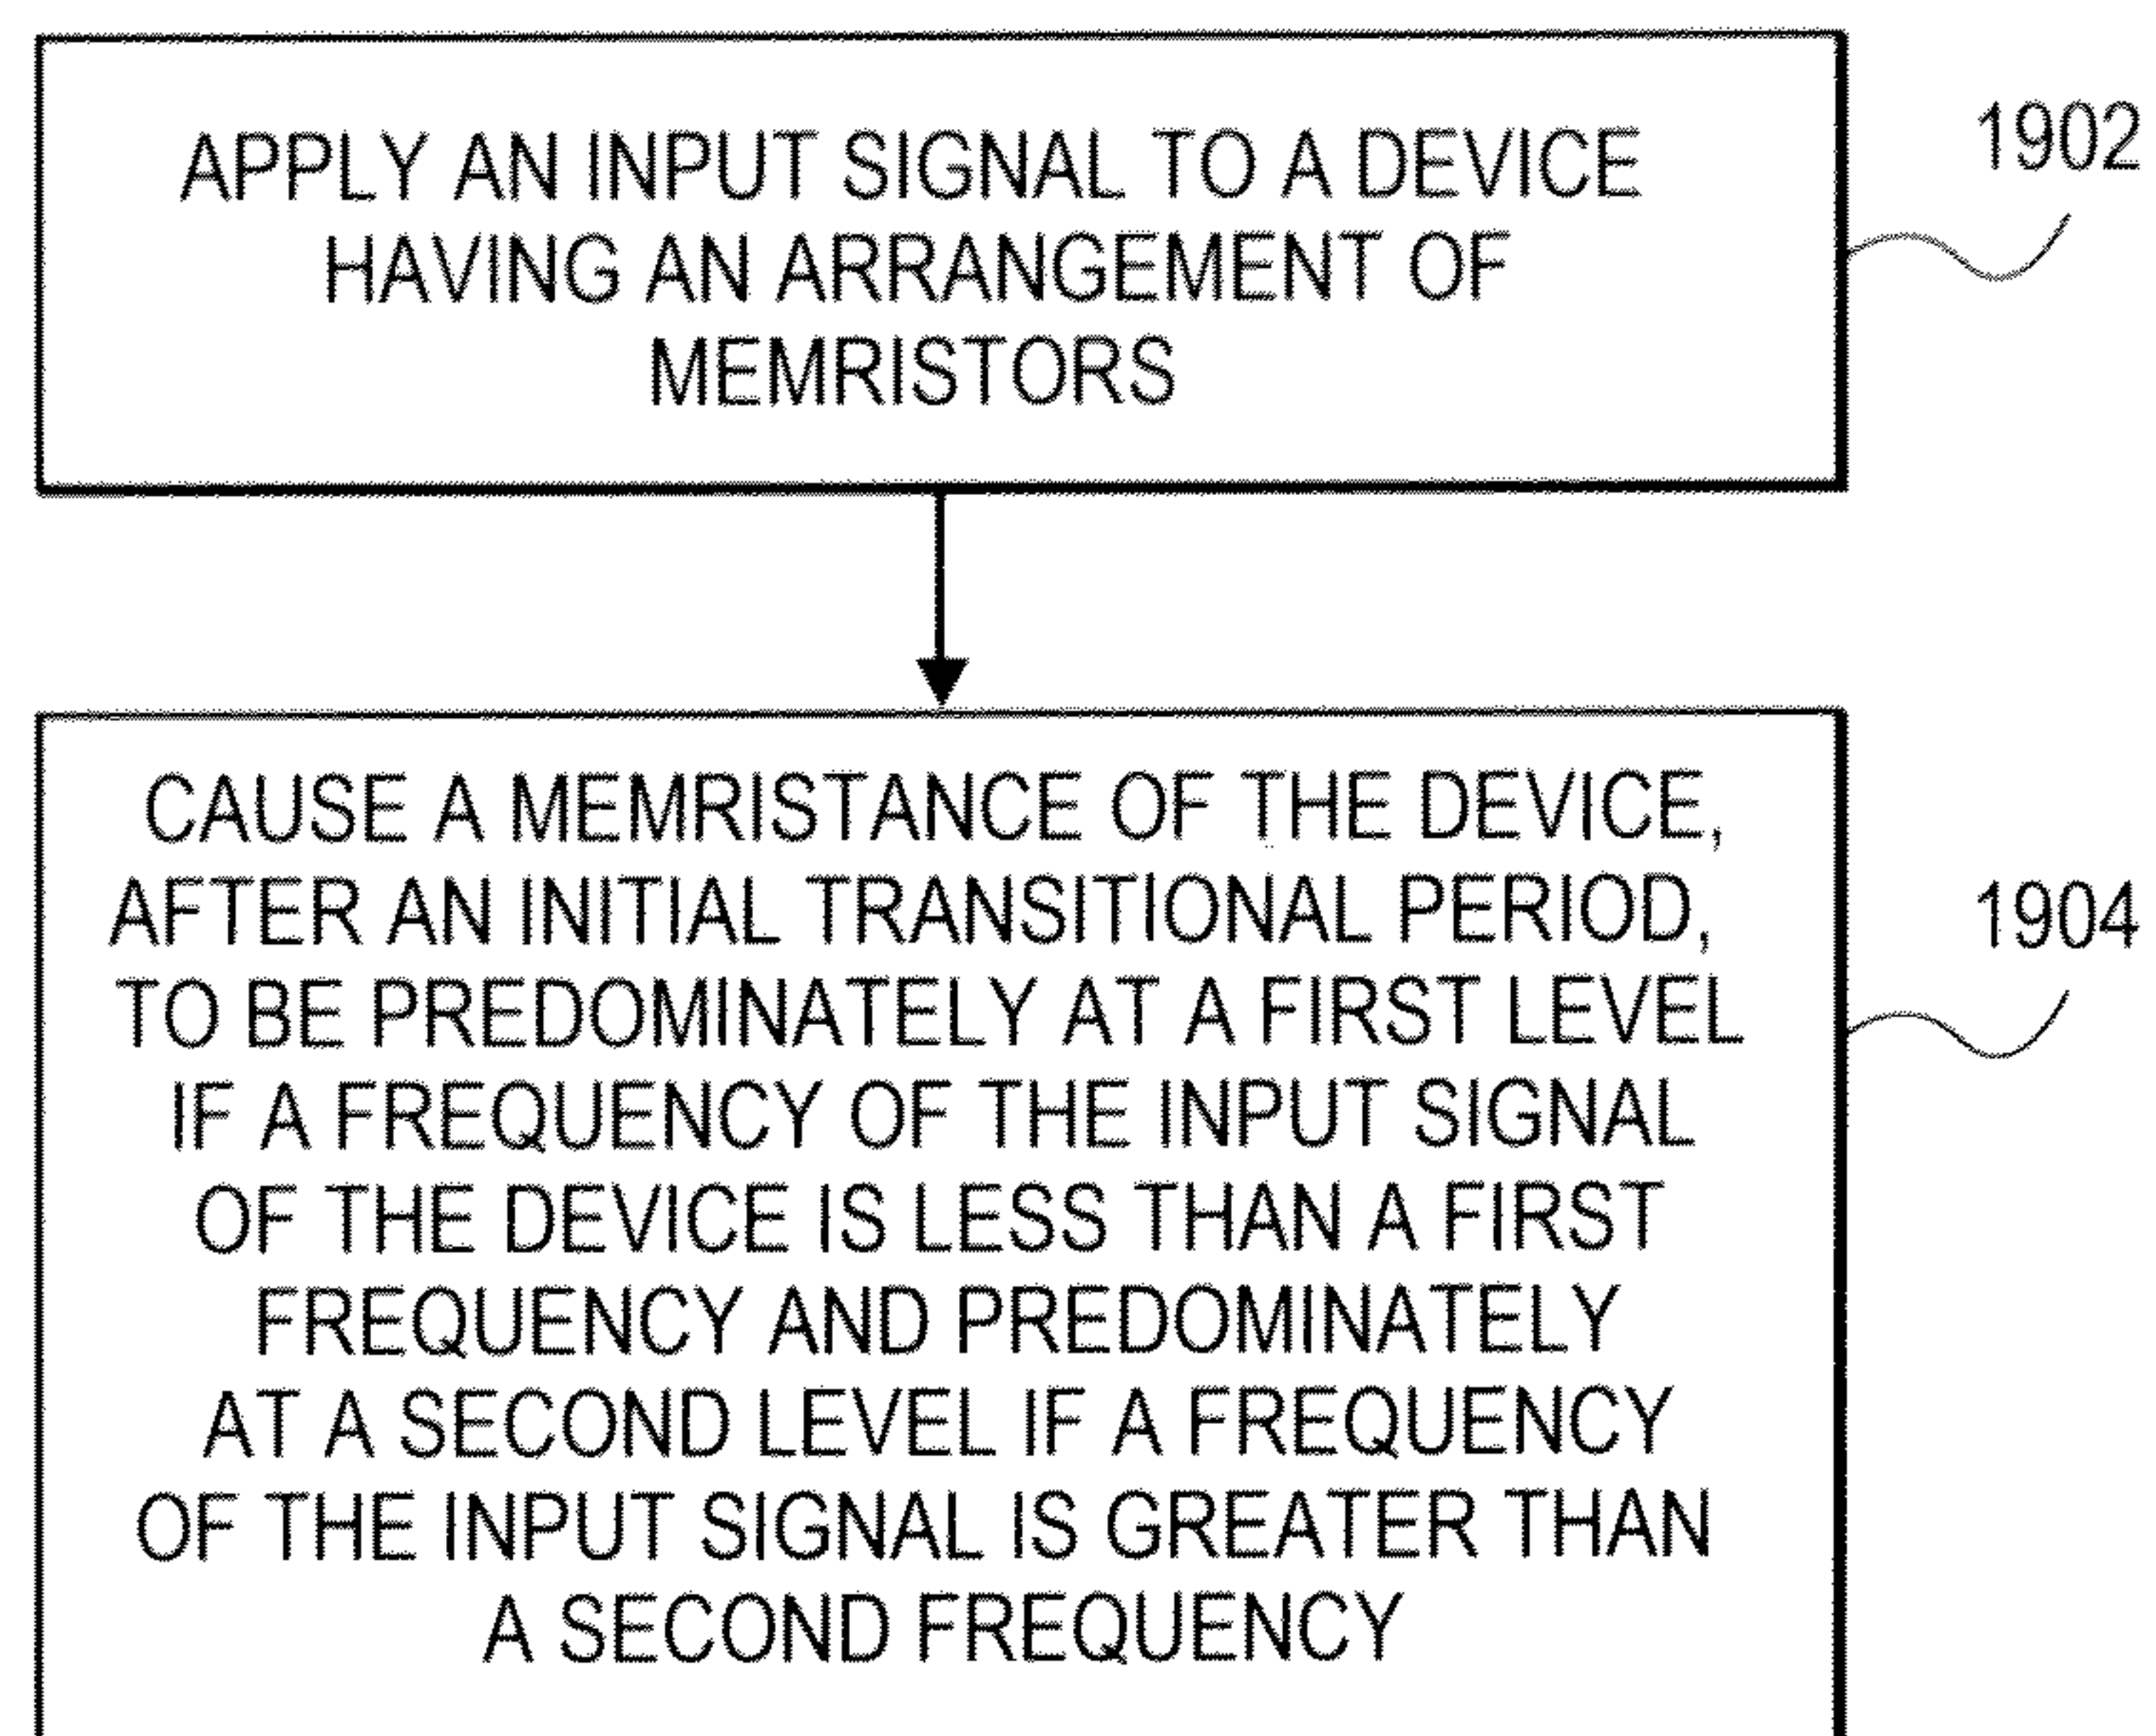 APPLY AN INPUT SIGNAL TO A DEVICE
HAVING AN ARRANGEMENT OF
MEMRISTORS
1902
CAUSE A MEMRISTANCE OF THE DEVICE,
AFTER AN INITIAL TRANSITIONAL PERIOD,
TO BE PREDOMINATELY AT A FIRST LEVEL
IF A FREQUENCY OF THE INPUT SIGNAL
OF THE DEVICE IS LESS THAN A FIRST
FREQUENCY AND PREDOMINATELY
AT A SECOND LEVEL IF A FREQUENCY
OF THE INPUT SIGNAL IS GREATER THAN
A SECOND FREQUENCY
1904